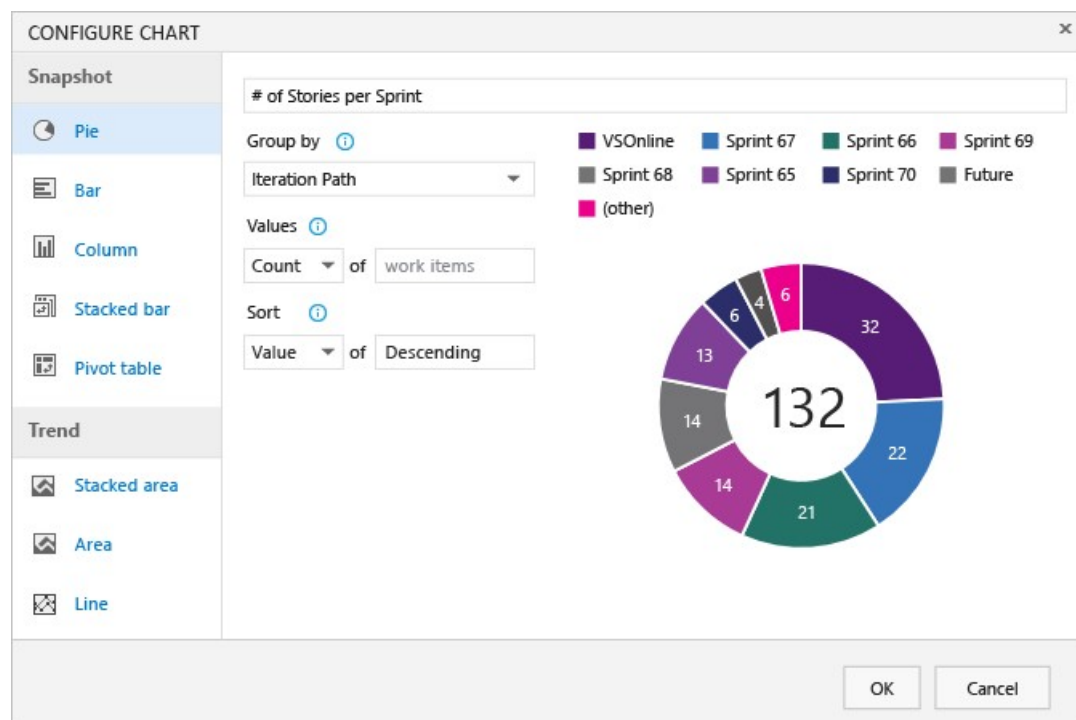 CONFIGURE CHART
Snapshot
Pie
Bar
Column
Stacked bar
Pivot table
Trend
Stacked area
Area
Line
# of Stories per Sprint
Group by
Iteration Path
Values
Count of work items
Sort
Value of Descending
VSOnline Sprint 67 Sprint 66 Sprint 69
Sprint 68 Sprint 65 Sprint 70 Future
(other)
32
22
21
14
14
13
6
4
6
132
OK Cancel